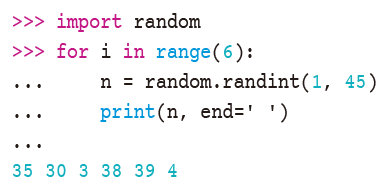 >>> import random
>>> for i in range(6):
...     n = random.randint(1, 45)
...     print(n, end=' ')
...
35 30 3 38 39 4